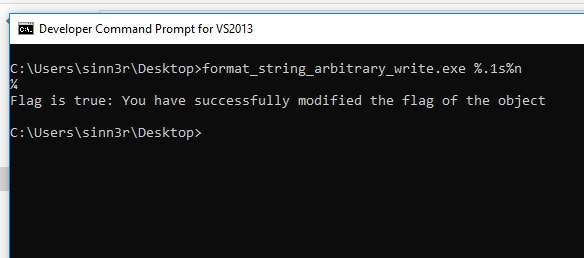 Developer Command Prompt for VS2013
C:\Users\sinn3r\Desktop>format_string_arbitrary_write.exe %.1s%n
%
Flag is true: You have successfully modified the flag of the object
C:\Users\sinn3r\Desktop>